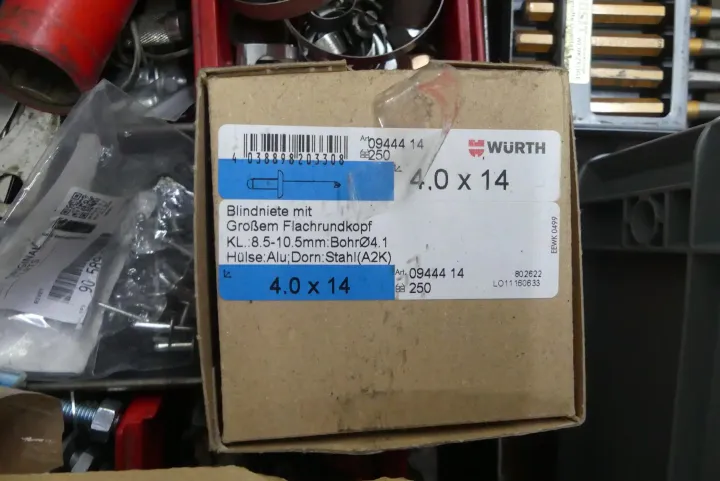 4 038898 203308
Art. 09444 14
250
WÜRTH
4.0 x 14
Blindniete mit
Großem Flachrundkopf
KL.:8.5-10.5mm:BohrØ4.1
Hülse:Alu;Dorn:Stahl(A2K)
EEWK 0499
4.0 x 14
Art. 09444 14
250
802622
LO11160633